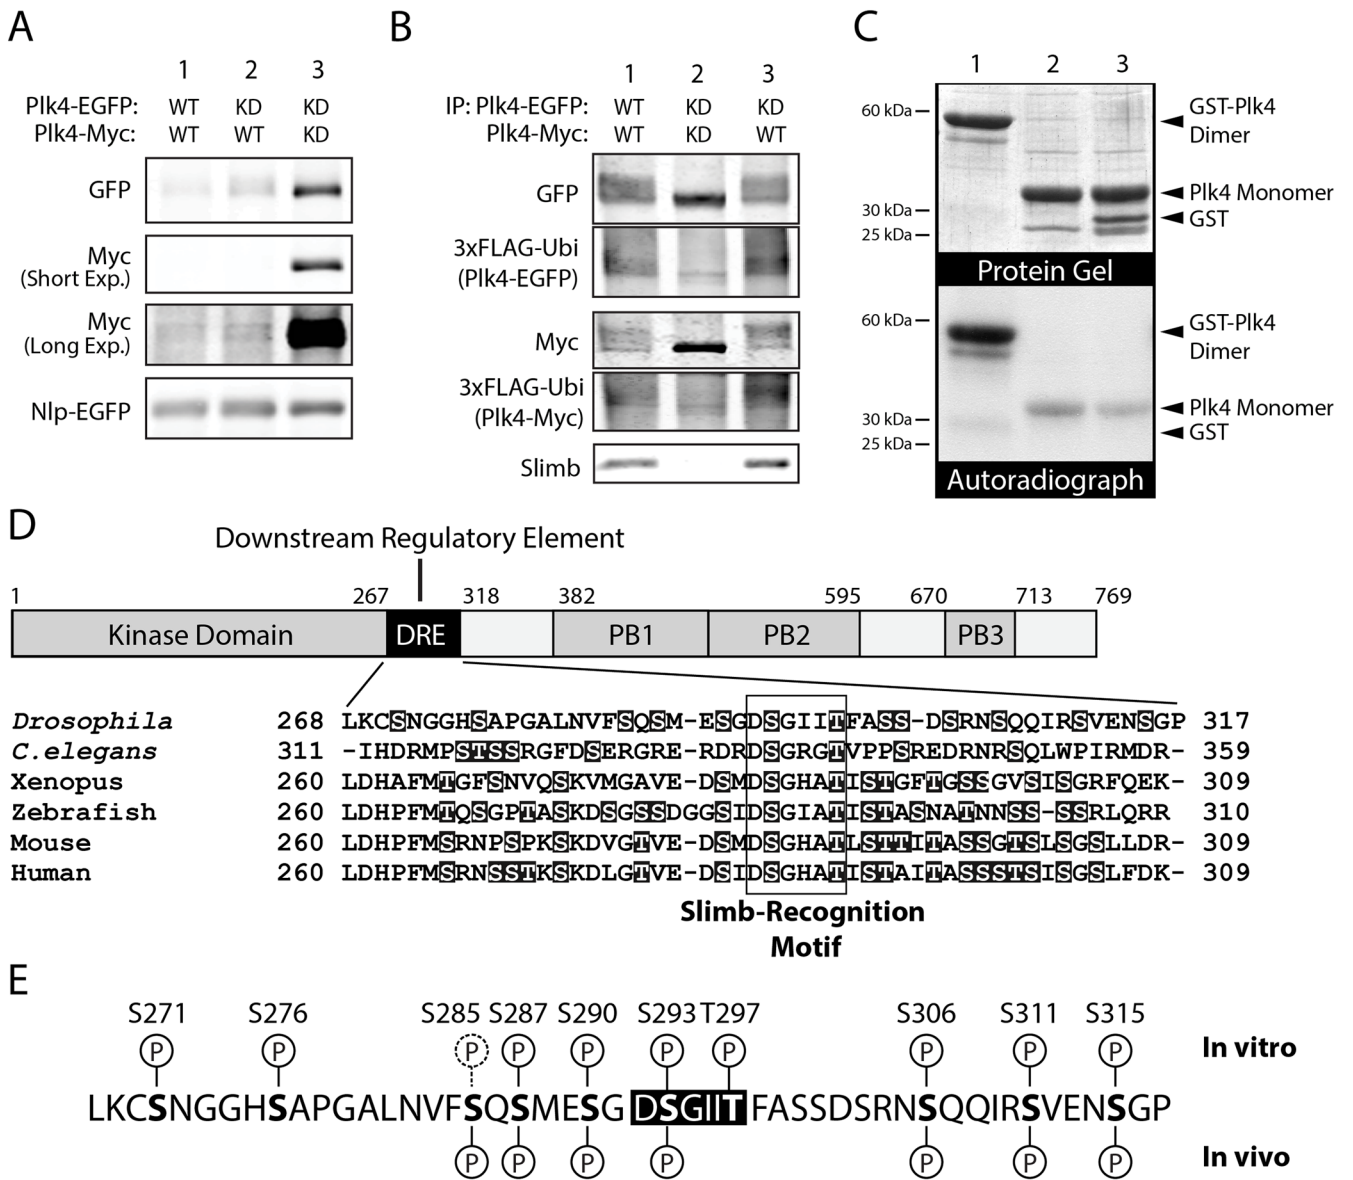 A
1 2 3
Plk4-EGFP: WT KD KD
Plk4-Myc: WT WT KD
GFP
Myc
(Short Exp.)
Myc
(Long Exp.)
Nlp-EGFP
B
1 2 3
IP: Plk4-EGFP: WT KD KD
Plk4-Myc: WT KD WT
GFP
3xFLAG-Ubi
(Plk4-EGFP)
Myc
3xFLAG-Ubi
(Plk4-Myc)
Slimb
C
1 2 3
60 kDa
GST-Plk4
Dimer
Plk4 Monomer
30 kDa
GST
25 kDa
Protein Gel
60 kDa
GST-Plk4
Dimer
Plk4 Monomer
30 kDa
GST
25 kDa
Autoradiograph
D
Downstream Regulatory Element
1 267 318 382 595 670 713 769
Kinase Domain DRE PB1 PB2 PB3
Drosophila 268 LKCSNGGHSAPGALNVFSQSM-ESGDSGIITFASS-DSRNSQQIRSVENSGP 317
C.elegans 311 -IHDRMPSTSSRGFDSERGRE-RDRDSGRGTVPPSREDRNRSQLWPIRMDR- 359
Xenopus 260 LDHAFMTGFSNVQSKVMGAVE-DSMDSGHATISTGFTGSSGVSISGRFQEK- 309
Zebrafish 260 LDHPFMTQSGPTASKDSGSSDGGSIDSGIATISTASNATNNSS-SSRLQRR 310
Mouse 260 LDHPFMSRNPSPKSKDVGTVE-DSMDSGHATLSTTITASSGTSLSGSLLDR- 309
Human 260 LDHPFMSRNSSTKSKDLGTVE-DSIDSGHATISTAITASSSTSISGSLFDK- 309
Slimb-Recognition
Motif
E
S271 S276 S285 S287 S290 S293 T297 S306 S311 S315
P P P P P P P P P P In vitro
LKCSNGGHSAPGALNVFSQSMESG DSGIIT FASSDSRNSQQIRSVENSGP
P P P P P P P In vivo